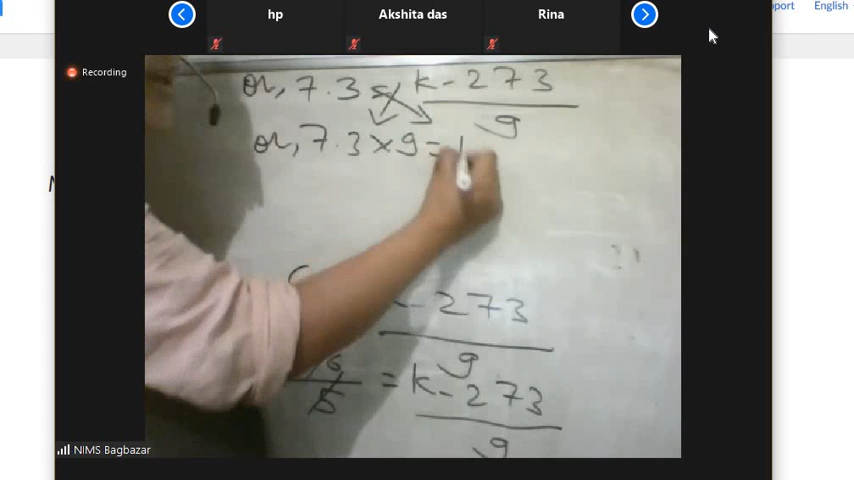 hp Akshita das Rina
port English
Recording
or, 7.3 = K-273
9
or, 7.3×9=
- 273
9
= K-273
9
NIMS Bagbazar